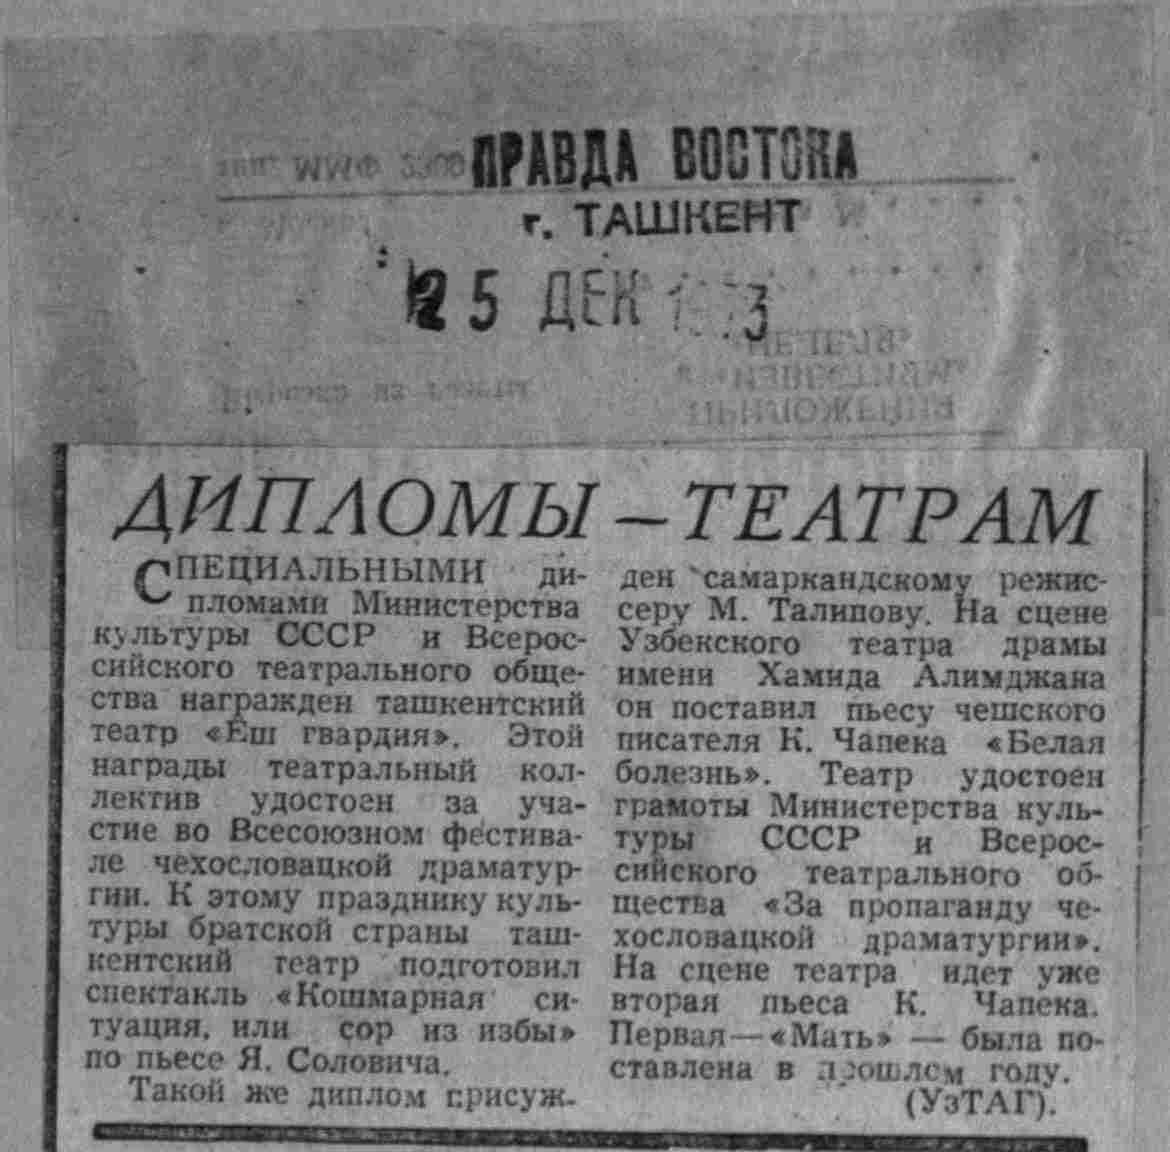 ПРАВДА ВОСТОКА
г. ТАШКЕНТ
25 ДЕК 1973
ДИПЛОМЫ — ТЕАТРАМ
СПЕЦИАЛЬНЫМИ ди-
пломами Министерства
культуры СССР и Всерос-
сийского театрального обще-
ства награжден ташкентский
театр «Еш гвардия». Этой
награды театральный кол-
лектив удостоен за уча-
стие во Всесоюзном фестива-
ле чехословацкой драматур-
гии. К этому празднику куль-
туры братской страны таш-
кентский театр подготовил
спектакль «Кошмарная си-
туация, или сор из избы»
по пьесе Я. Соловича.
Такой же диплом присуж-
ден самаркандскому режис-
серу М. Талипову. На сцене
Узбекского театра драмы
имени Хамида Алимджана
он поставил пьесу чешского
писателя К. Чапека «Белая
болезнь». Театр удостоен
грамоты Министерства куль-
туры СССР и Всерос-
сийского театрального об-
щества «За пропаганду че-
хословацкой драматургии».
На сцене театра идет уже
вторая пьеса К. Чапека.
Первая — «Мать» — была по-
ставлена в прошлом году.
(УзТАГ).